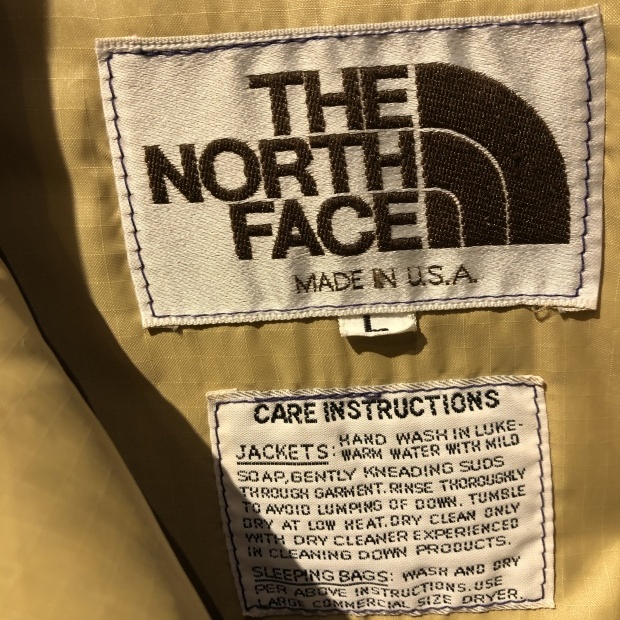 THE
NORTH
FACE
MADE IN U.S.A.
L
CARE INSTRUCTIONS
JACKETS: HAND WASH IN LUKE-
WARM WATER WITH MILD
SOAP, GENTLY KNEADING SUDS
THROUGH GARMENT. RINSE THOROUGHLY
TO AVOID LUMPING OF DOWN. TUMBLE
DRY AT LOW HEAT. DRY CLEAN ONLY
WITH DRY CLEANER EXPERIENCED
IN CLEANING DOWN PRODUCTS.
SLEEPING BAGS: WASH AND DRY
PER ABOVE INSTRUCTIONS. USE
LARGE COMMERCIAL SIZE DRYER.